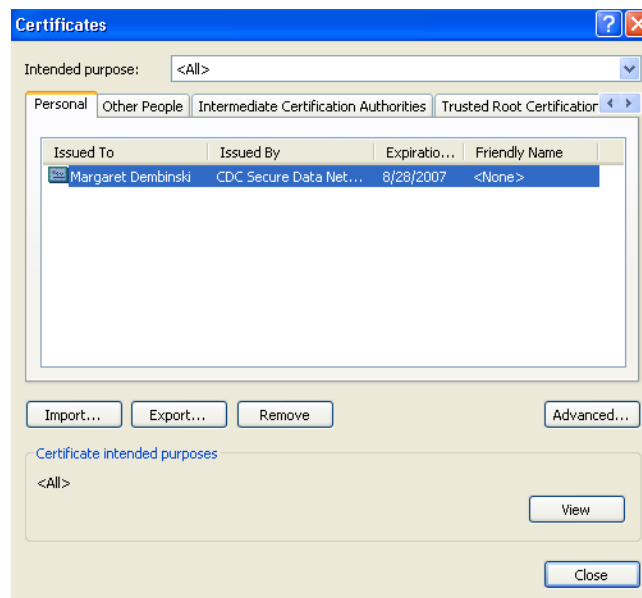 Certificates
Intended purpose: <All>
Personal Other People Intermediate Certification Authorities Trusted Root Certification
Issued To Issued By Expiratio... Friendly Name
Margaret Dembinski CDC Secure Data Net... 8/28/2007 <None>
Import... Export... Remove Advanced...
Certificate intended purposes
<All>
View
Close